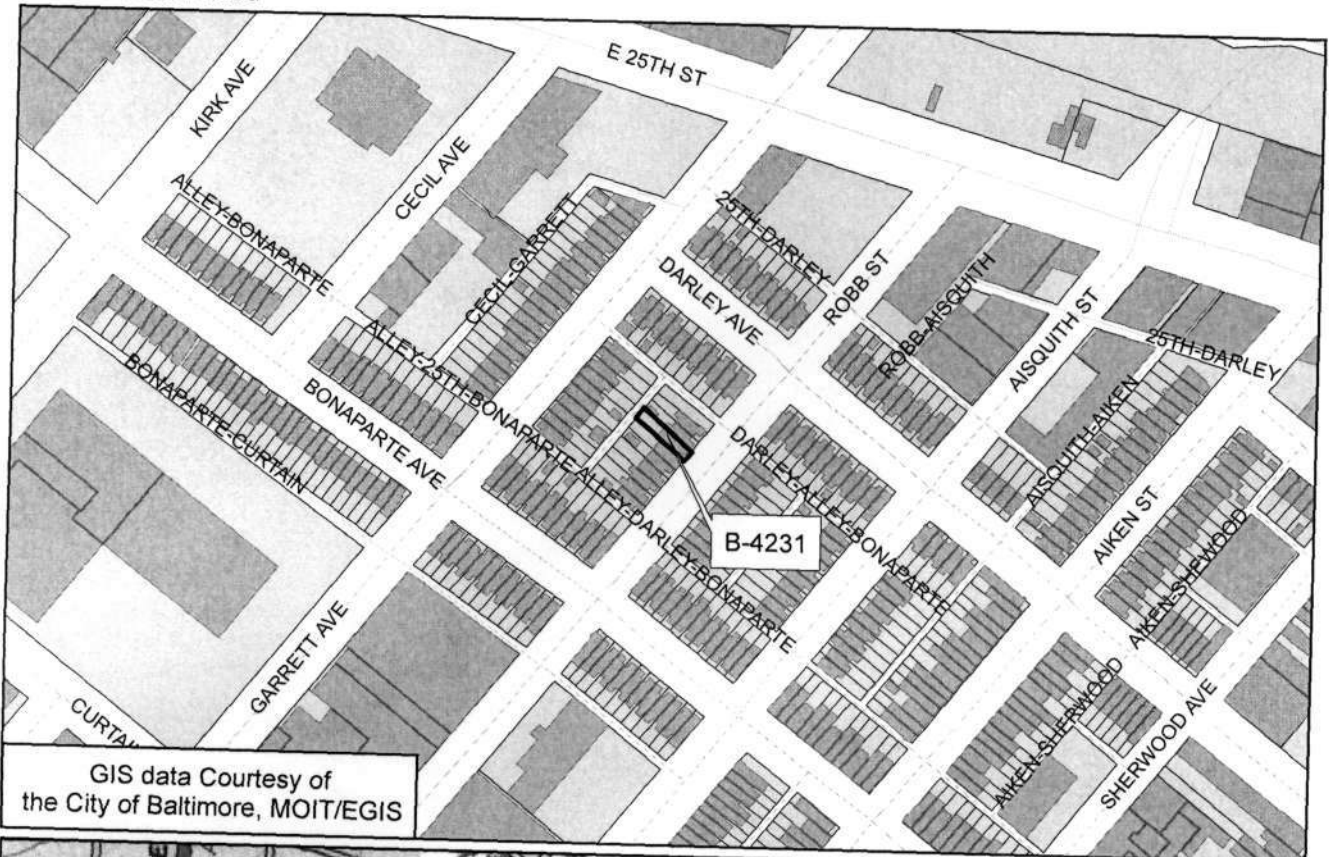 E 25TH ST
KIRK AVE
CECIL AVE
ALLEY-BONAPARTE
CECIL-GARRETT
25TH-DARLEY
DARLEY AVE
ROBB ST
ROBB-AISQUITH
AISQUITH ST
25TH-DARLEY
ALLEY-25TH-BONAPARTE
BONAPARTE AVE
BONAPARTE-CURTAIN
AISQUITH-AIKEN
AIKEN ST
DARLEY-ALLEY-BONAPARTE
ALLEY-DARLEY-BONAPARTE
B-4231
AIKEN-SHERWOOD
AIKEN-SHERWOOD
SHERWOOD AVE
GARRETT AVE
GIS data Courtesy of
the City of Baltimore, MOIT/EGIS